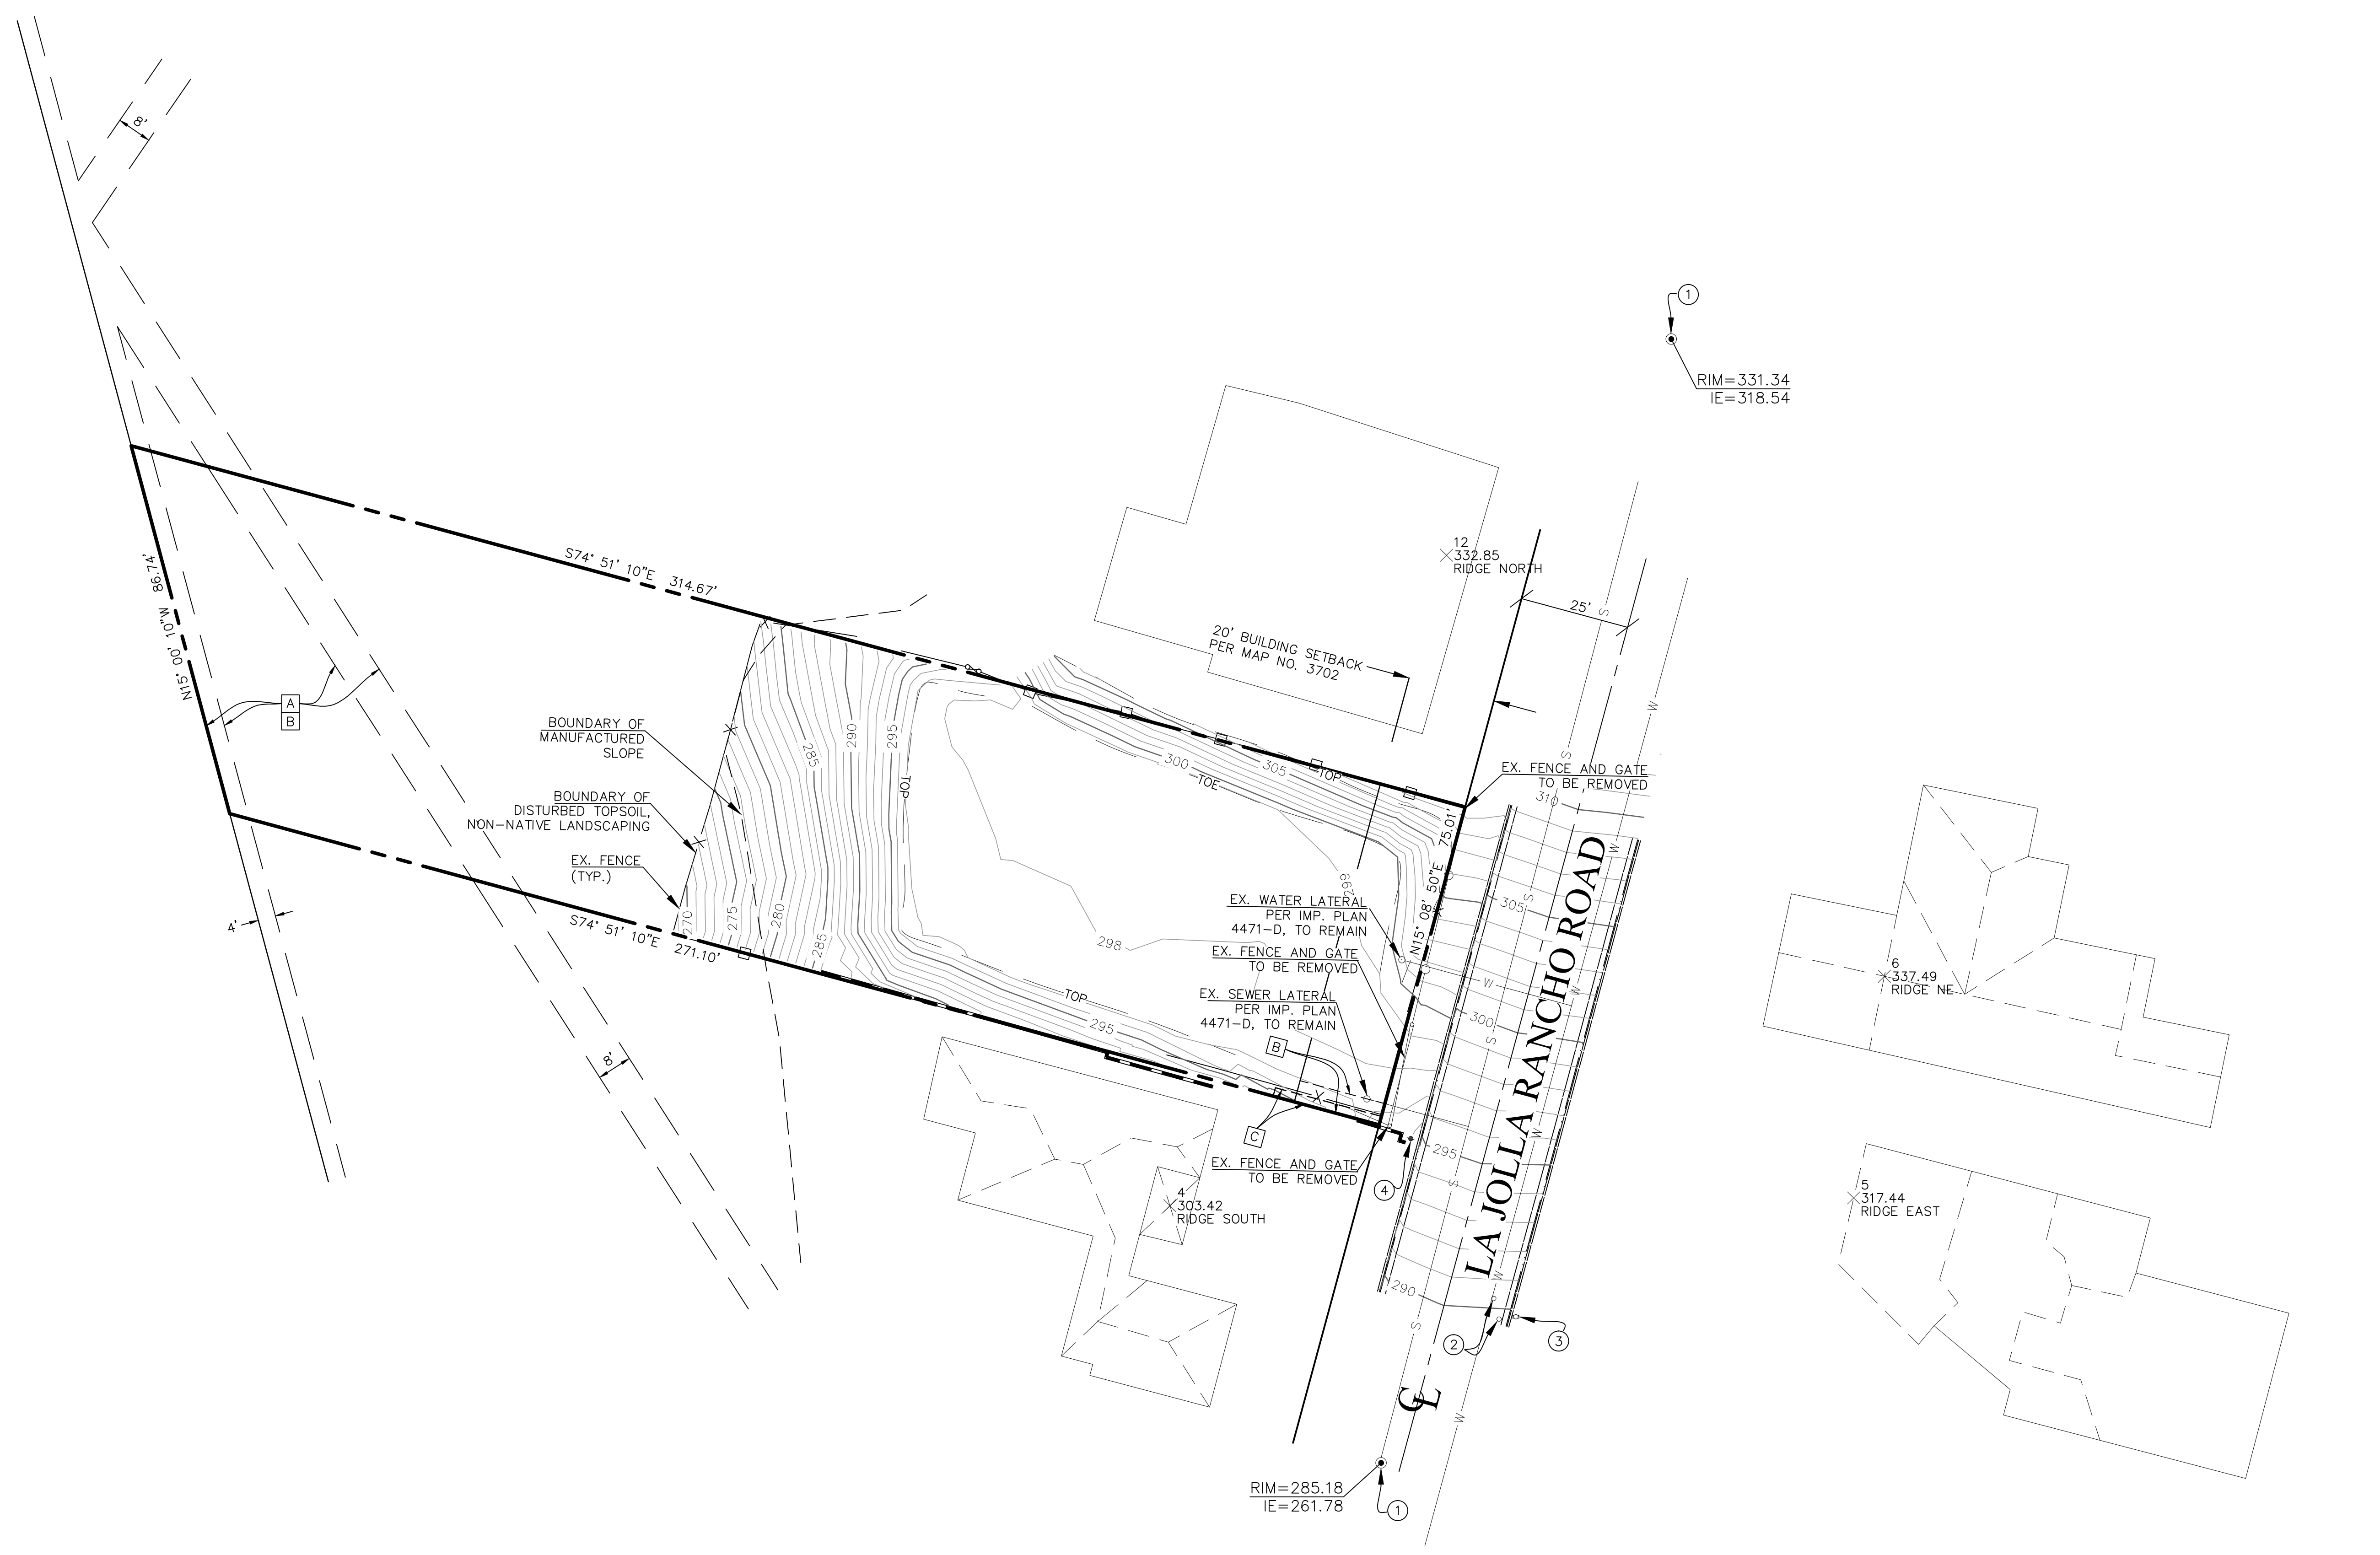 8'
1
RIM=331.34
IE=318.54
12
332.85
RIDGE NORTH
25'
S
S74° 51' 10"E 314.67'
N15° 00' 10"W 86.74'
20' BUILDING SETBACK
PER MAP NO. 3702
W
A
B
BOUNDARY OF
MANUFACTURED
SLOPE
285
290
295
TOP
300
TOE
305
TOP
S
EX. FENCE AND GATE
TO BE REMOVED
310
BOUNDARY OF
DISTURBED TOPSOIL,
NON-NATIVE LANDSCAPING
EX. FENCE
(TYP.)
270
275
280
285
4'
S74° 51' 10"E 271.10'
298
299
N15° 08' 50"E 75.01'
EX. WATER LATERAL
PER IMP. PLAN
4471-D, TO REMAIN
EX. FENCE AND GATE
TO BE REMOVED
EX. SEWER LATERAL
PER IMP. PLAN
4471-D, TO REMAIN
TOP
295
B
C
EX. FENCE AND GATE
TO BE REMOVED
4
W
S
305
W
W
300
S
W
295
S
290
W
LA JOLLA RANCHO ROAD
6
337.49
RIDGE NE
8'
4
303.42
RIDGE SOUTH
5
317.44
RIDGE EAST
W
2
3
S
CL
W
RIM=285.18
IE=261.78
1